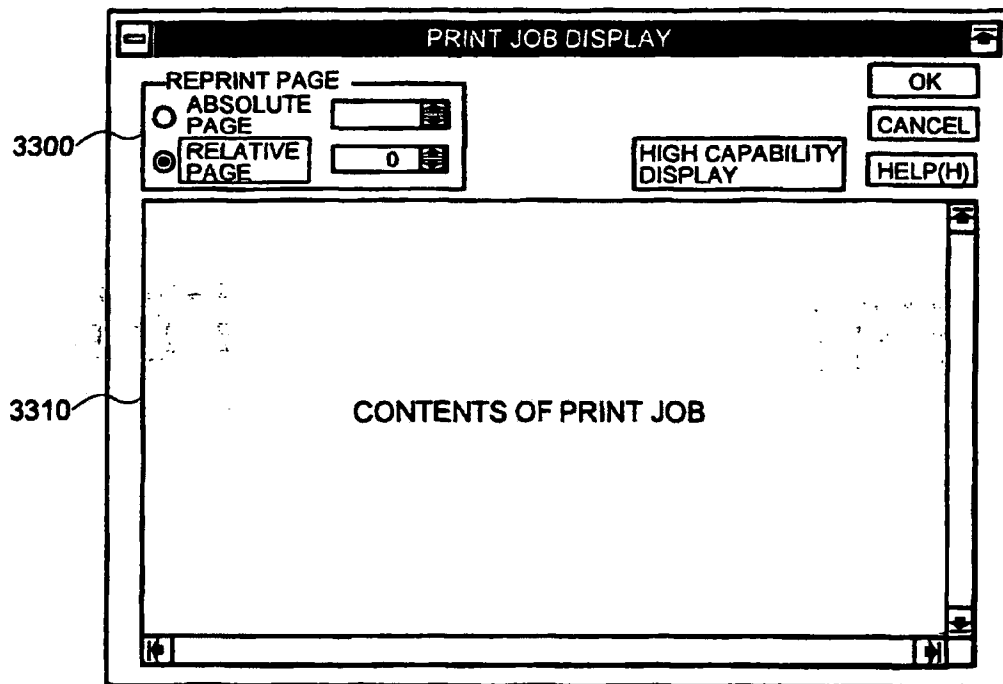 PRINT JOB DISPLAY
REPRINT PAGE
ABSOLUTE
PAGE
RELATIVE
PAGE
0
HIGH CAPABILITY
DISPLAY
OK
CANCEL
HELP(H)
3300
3310
CONTENTS OF PRINT JOB